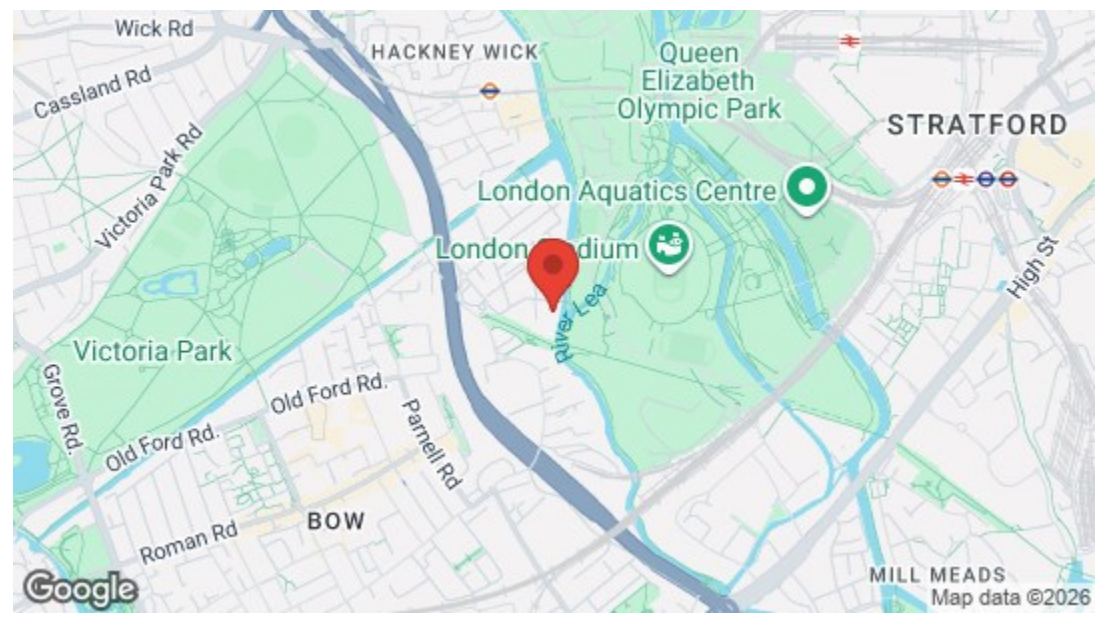 Wick Rd
HACKNEY WICK
Queen
Elizabeth
Olympic Park
Cassland Rd
STRATFORD
Victoria Park Rd
London Aquatics Centre
London Stadium
High St
River Lea
Victoria Park
Grove Rd.
Old Ford Rd.
Old Ford Rd.
Parnell Rd
Roman Rd
BOW
MILL MEADS
Google
Map data ©2026